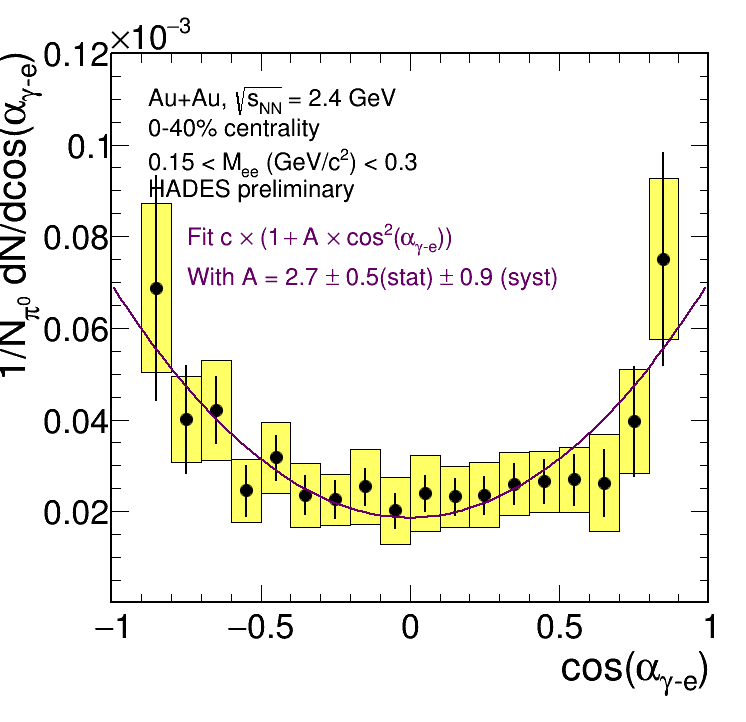 ×10⁻³
0.12
0.1
0.08
0.06
0.04
0.02
1/N_π⁰ dN/dcos(α_γ-e)
Au+Au, √s_NN = 2.4 GeV
0-40% centrality
0.15 < M_ee (GeV/c²) < 0.3
HADES preliminary
Fit c × (1+A × cos²(α_γ-e))
With A = 2.7 ± 0.5(stat) ± 0.9 (syst)
−1 −0.5 0 0.5 1
cos(α_γ-e)